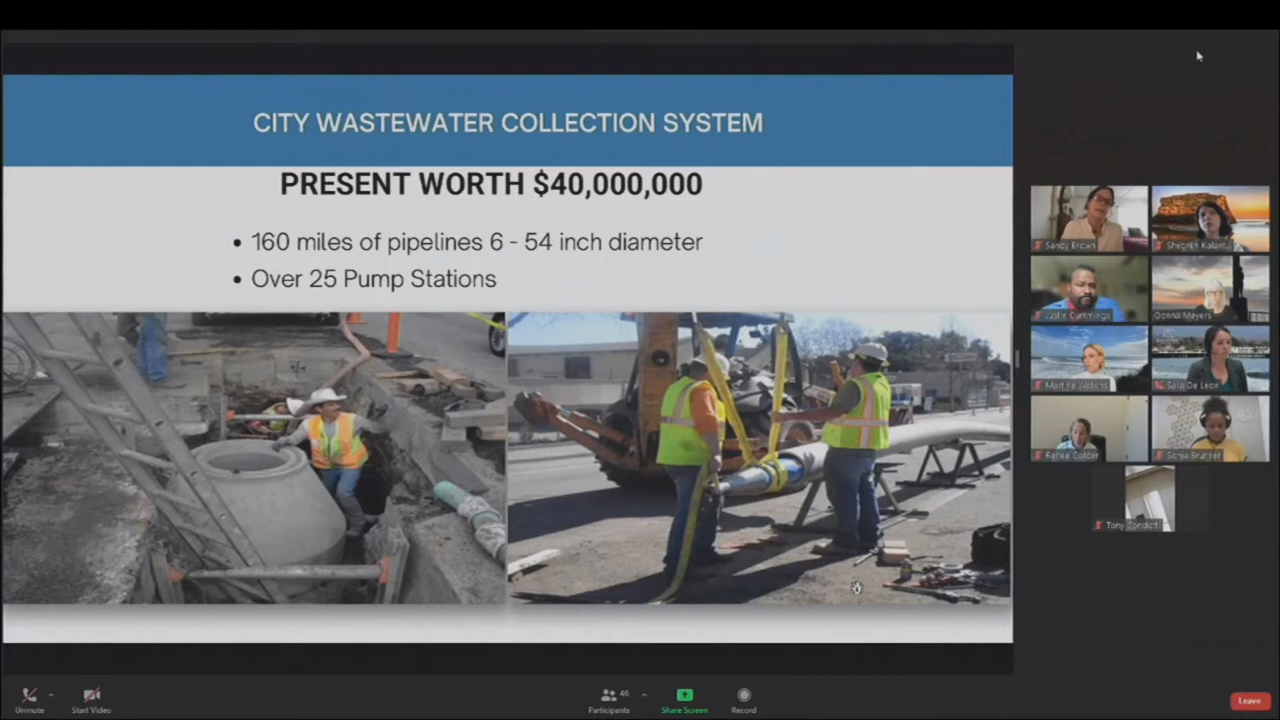 CITY WASTEWATER COLLECTION SYSTEM
PRESENT WORTH $40,000,000
• 160 miles of pipelines 6 - 54 inch diameter
• Over 25 Pump Stations
Sandy Brown
Shebreh Kalant...
Justin Cummings
Donna Meyers
Martine Watkins
Sara De Leon
Renee Golder
Sonja Brunner
Tony
Unmute
Start Video
46
Participants
Share Screen
Record
Leave